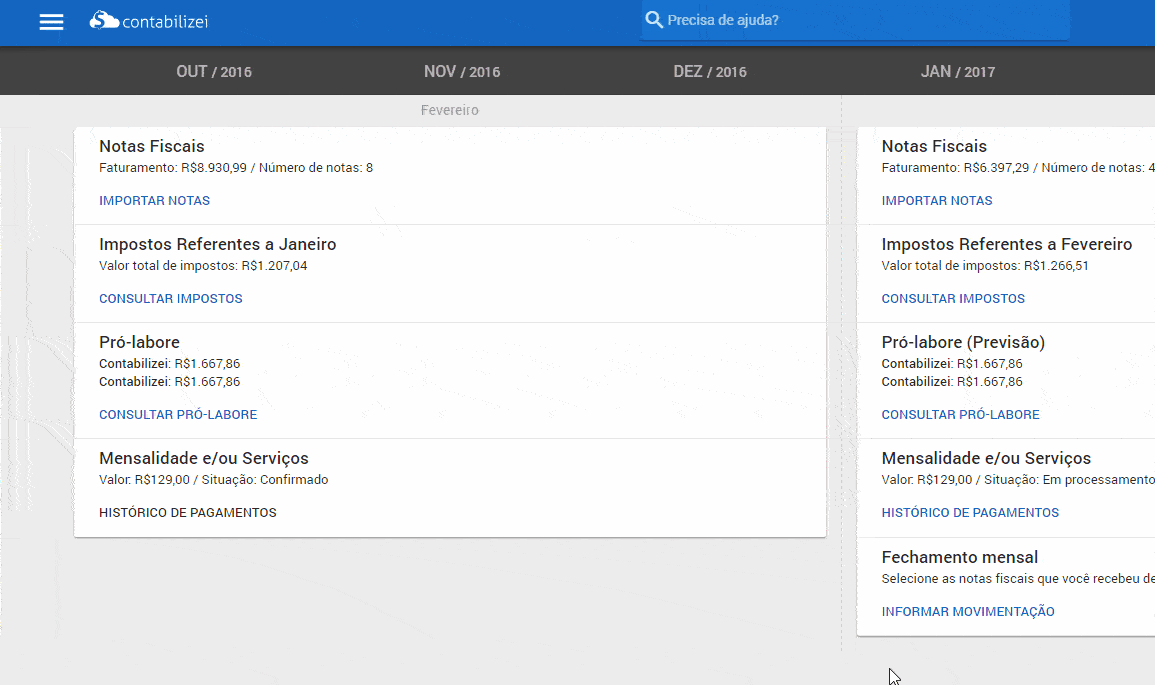 contabilizei
Precisa de ajuda?
OUT / 2016
NOV / 2016
DEZ / 2016
JAN / 2017
Fevereiro
Notas Fiscais
Faturamento: R$8.930,99 / Número de notas: 8
IMPORTAR NOTAS
Impostos Referentes a Janeiro
Valor total de impostos: R$1.207,04
CONSULTAR IMPOSTOS
Pró-labore
Contabilizei: R$1.667,86
Contabilizei: R$1.667,86
CONSULTAR PRÓ-LABORE
Mensalidade e/ou Serviços
Valor: R$129,00 / Situação: Confirmado
HISTÓRICO DE PAGAMENTOS
Notas Fiscais
Faturamento: R$6.397,29 / Número de notas: 4
IMPORTAR NOTAS
Impostos Referentes a Fevereiro
Valor total de impostos: R$1.266,51
CONSULTAR IMPOSTOS
Pró-labore (Previsão)
Contabilizei: R$1.667,86
Contabilizei: R$1.667,86
CONSULTAR PRÓ-LABORE
Mensalidade e/ou Serviços
Valor: R$129,00 / Situação: Em processamento
HISTÓRICO DE PAGAMENTOS
Fechamento mensal
Selecione as notas fiscais que você recebeu de
INFORMAR MOVIMENTAÇÃO